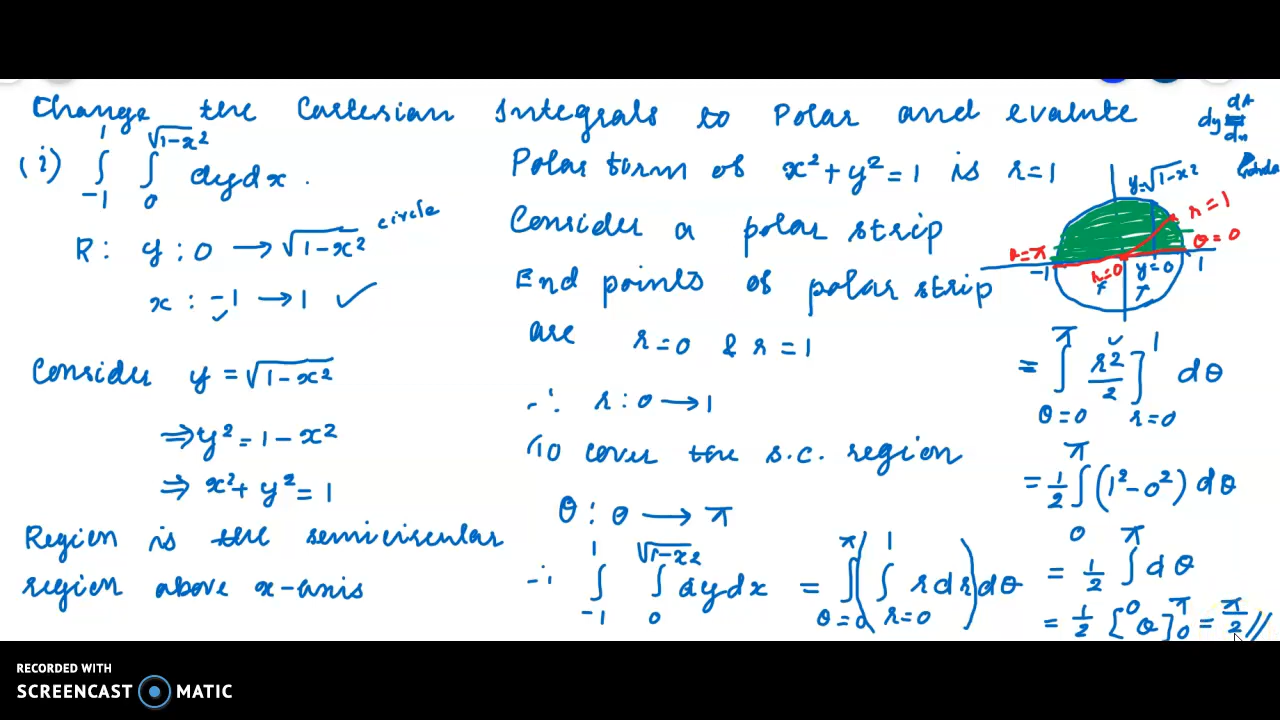 Change the Cartesian Integrals to Polar and evalute
(i) ∫_{-1}^{1} ∫_{0}^{√1-x²} dydx.
R: y : 0 → √1-x² circle
x : -1 → 1 ✓
Consider y = √1-x²
⇒ y² = 1 - x²
⇒ x² + y² = 1
Region is the semicircular
region above x-axis
Polar form of x² + y² = 1 is r = 1
Consider a polar strip
End points of polar strip
are r = 0 & r = 1
∴ r : 0 → 1
To cover the s.c. region
θ : 0 → π
∴ ∫_{-1}^{1} ∫_{0}^{√1-x²} dydx = ∫_{θ=0}^{π} ( ∫_{r=0}^{1} r dr ) dθ
dA
dy dx
y=√1-x²
r=1
θ=0
r=π
r=0
y=0
-1
1
= ∫_{θ=0}^{π} r²/2 ]_{r=0}^{1} dθ
= 1/2 ∫_{0}^{π} (1² - 0²) dθ
= 1/2 ∫_{0}^{π} dθ
= 1/2 [θ]_{0}^{π} = π/2 //
RECORDED WITH
SCREENCAST MATIC